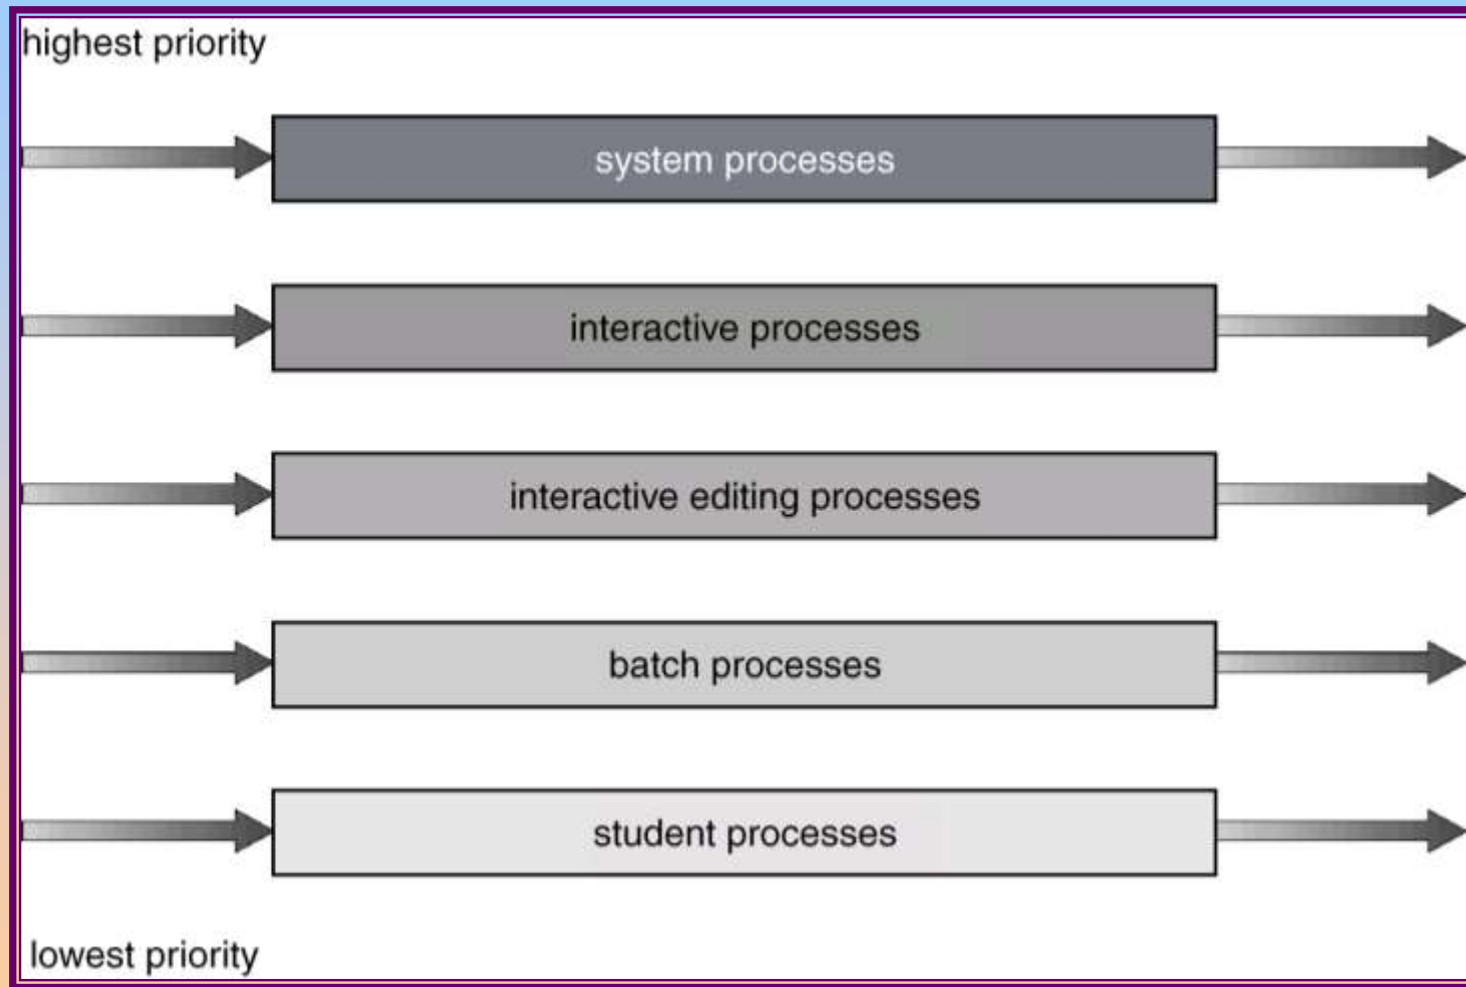 highest priority
system processes
interactive processes
interactive editing processes
batch processes
student processes
lowest priority